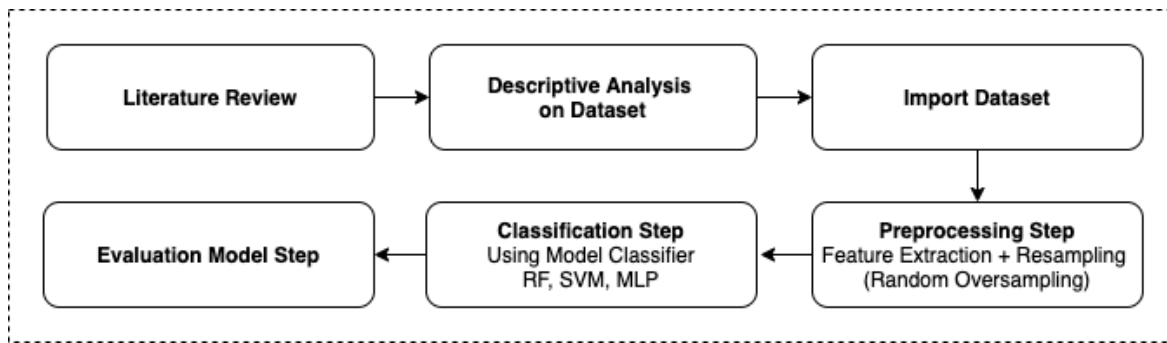 Literature Review
Descriptive Analysis
on Dataset
Import Dataset
Preprocessing Step
Feature Extraction + Resampling
(Random Oversampling)
Classification Step
Using Model Classifier
RF, SVM, MLP
Evaluation Model Step